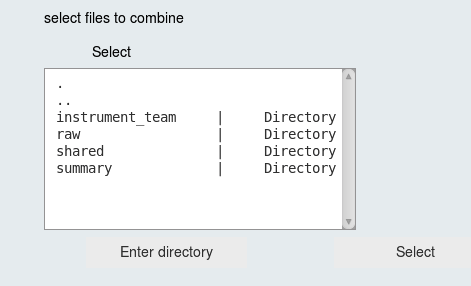 select files to combine
Select
.
..
instrument_team | Directory
raw | Directory
shared | Directory
summary | Directory
Enter directory Select